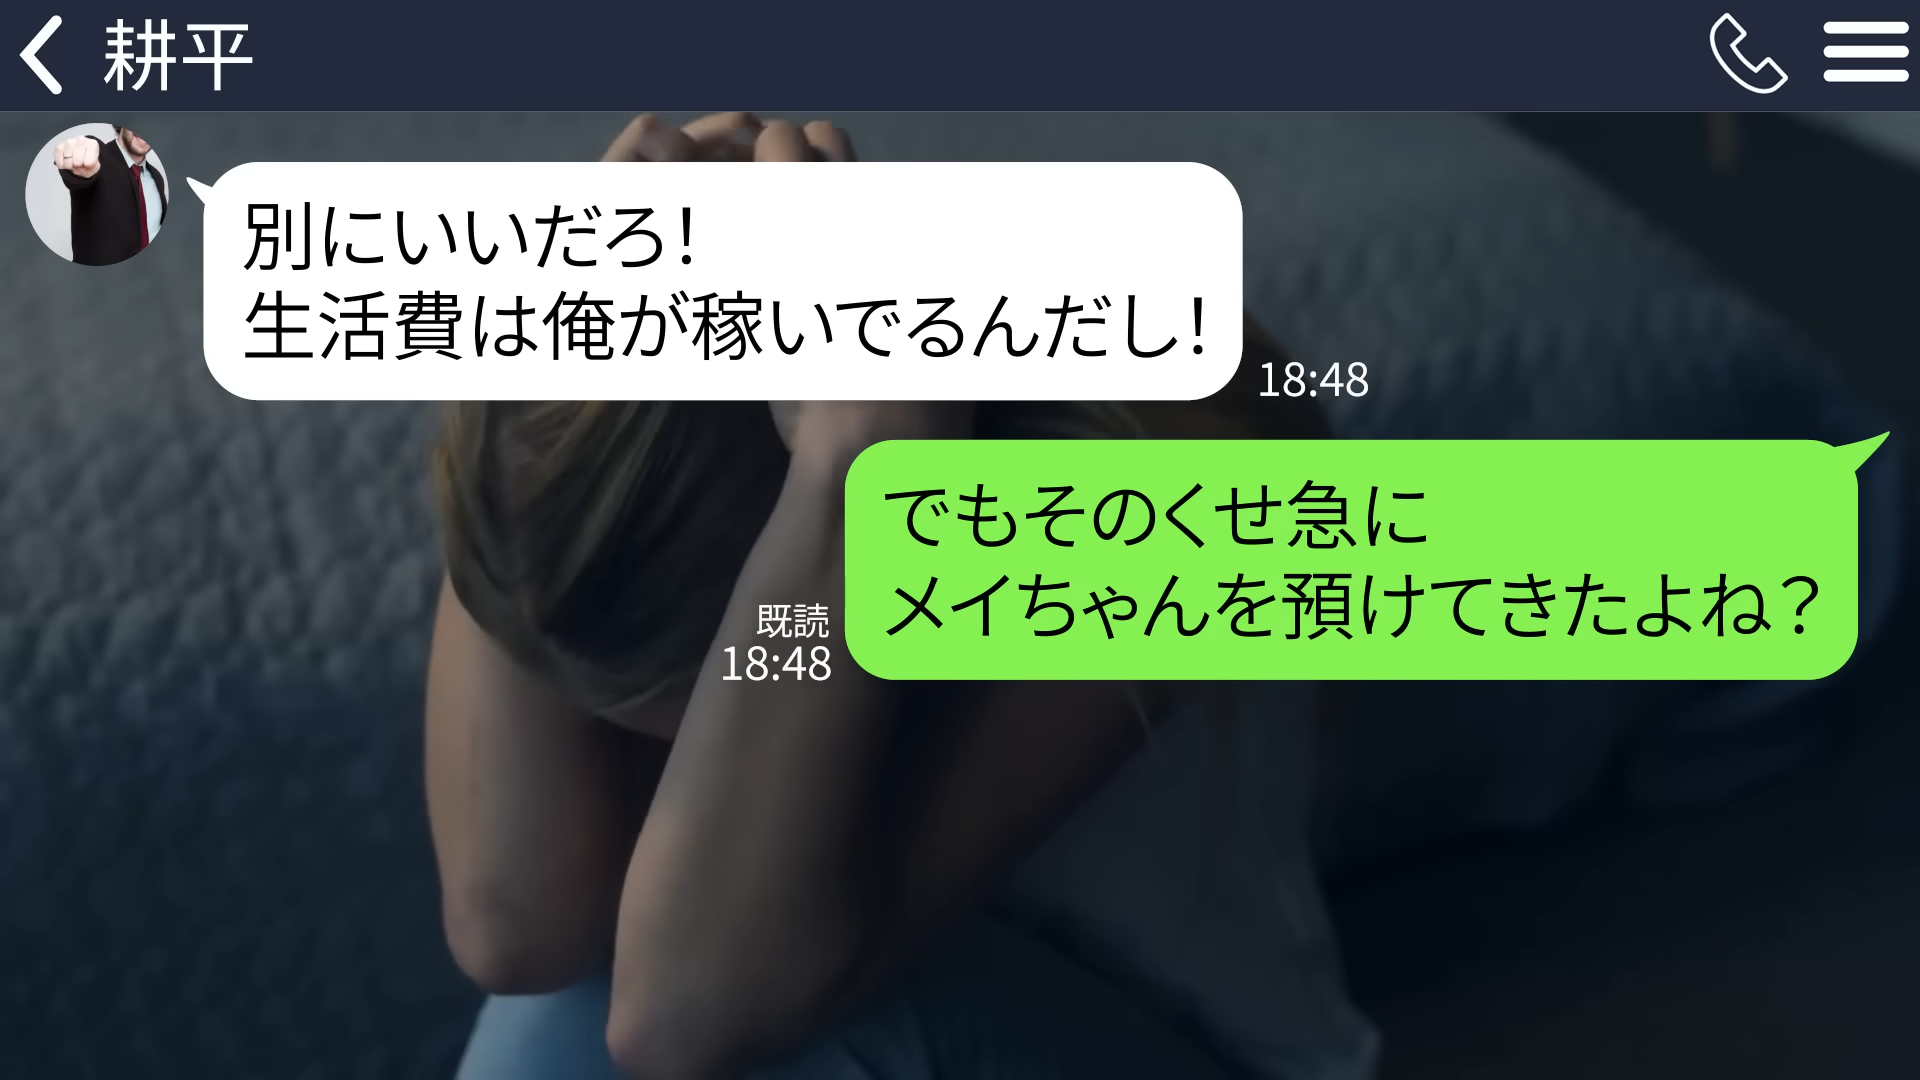 耕平
別にいいだろ！
生活費は俺が稼いでるんだし！
18:48
でもそのくせ急に
メイちゃんを預けてきたよね？
既読
18:48